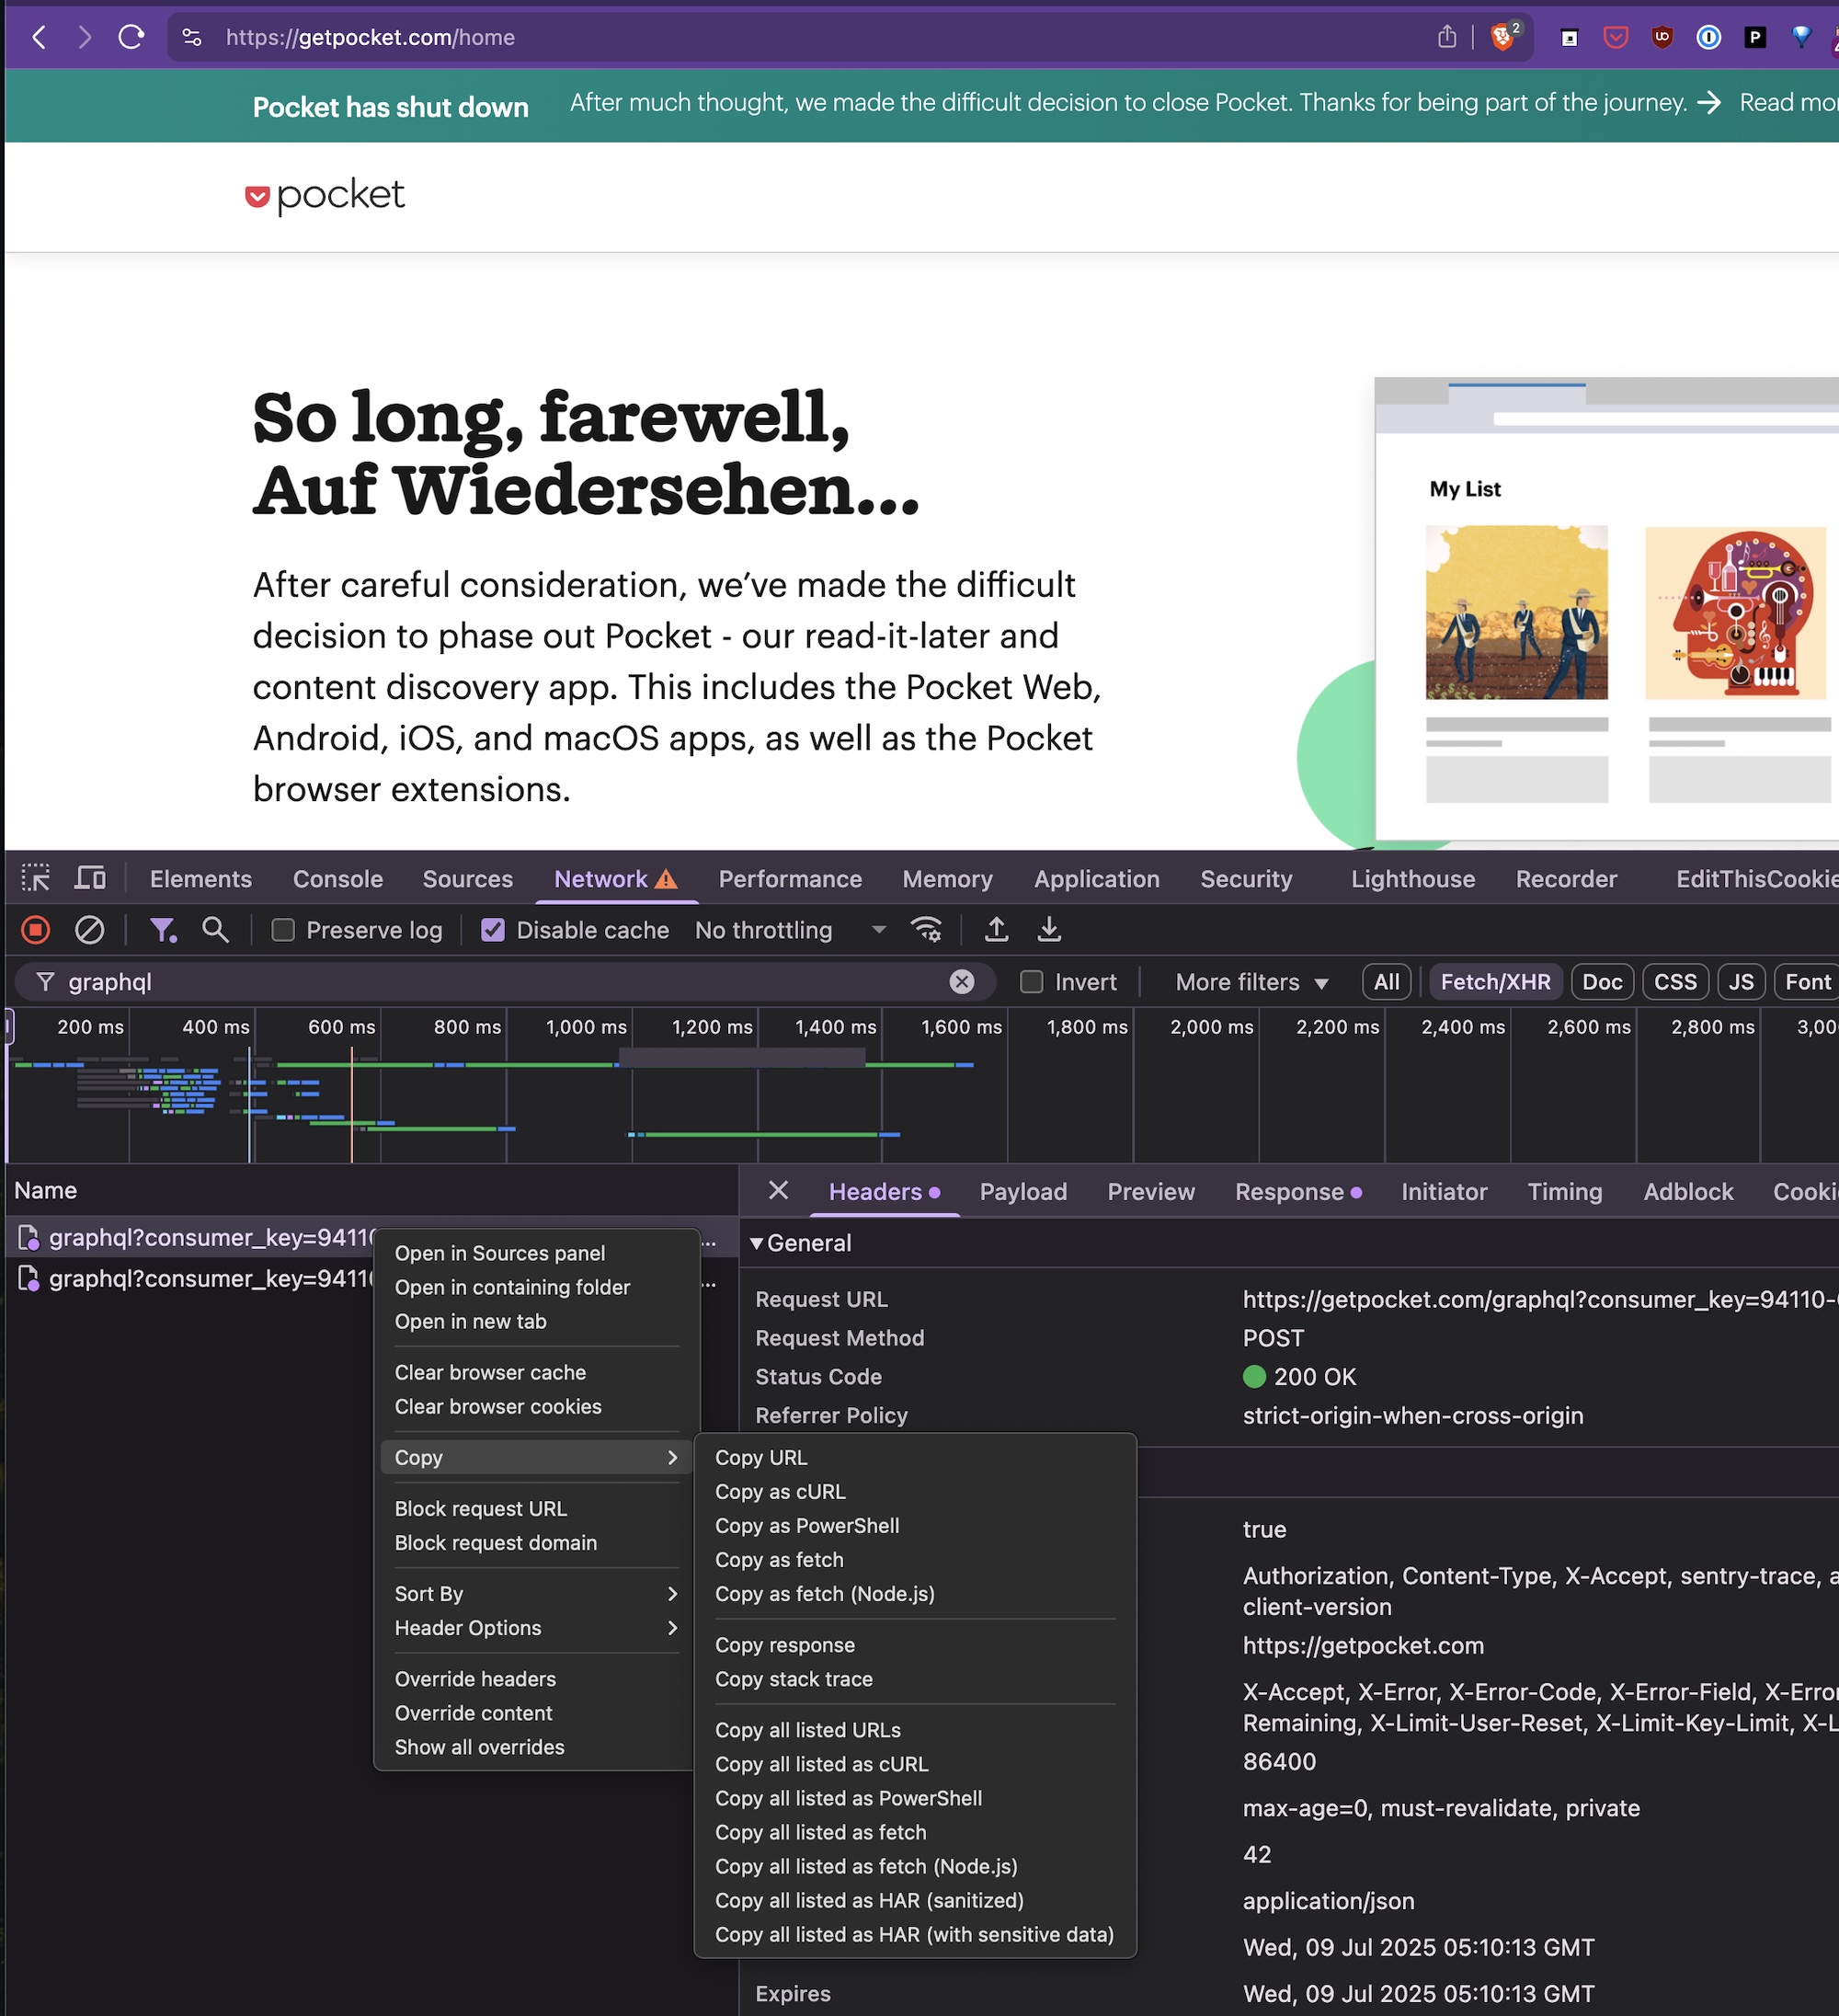 https://getpocket.com/home
2
Pocket has shut down
After much thought, we made the difficult decision to close Pocket. Thanks for being part of the journey. → Read
pocket
So long, farewell,
Auf Wiedersehen...
After careful consideration, we’ve made the difficult
decision to phase out Pocket - our read-it-later and
content discovery app. This includes the Pocket Web,
Android, iOS, and macOS apps, as well as the Pocket
browser extensions.
My List
Elements Console Sources Network Performance Memory Application Security Lighthouse Recorder EditThisCookie
Preserve log Disable cache No throttling
graphql Invert More filters All Fetch/XHR Doc CSS JS Font
200 ms 400 ms 600 ms 800 ms 1,000 ms 1,200 ms 1,400 ms 1,600 ms 1,800 ms 2,000 ms 2,200 ms 2,400 ms 2,600 ms 2,800 ms
Name
graphql?consumer_key=9411
graphql?consumer_key=9411
Open in Sources panel
Open in containing folder
Open in new tab
Clear browser cache
Clear browser cookies
Copy
Block request URL
Block request domain
Sort By
Header Options
Override headers
Override content
Show all overrides
Copy URL
Copy as cURL
Copy as PowerShell
Copy as fetch
Copy as fetch (Node.js)
Copy response
Copy stack trace
Copy all listed URLs
Copy all listed as cURL
Copy all listed as PowerShell
Copy all listed as fetch
Copy all listed as fetch (Node.js)
Copy all listed as HAR (sanitized)
Copy all listed as HAR (with sensitive data)
Headers Payload Preview Response Initiator Timing Adblock
General
Request URL https://getpocket.com/graphql?consumer_key=94110-
Request Method POST
Status Code 200 OK
Referrer Policy strict-origin-when-cross-origin
true
Authorization, Content-Type, X-Accept, sentry-trace,
client-version
https://getpocket.com
X-Accept, X-Error, X-Error-Code, X-Error-Field,
Remaining, X-Limit-User-Reset, X-Limit-Key-Limit,
86400
max-age=0, must-revalidate, private
42
application/json
Wed, 09 Jul 2025 05:10:13 GMT
Expires Wed, 09 Jul 2025 05:10:13 GMT